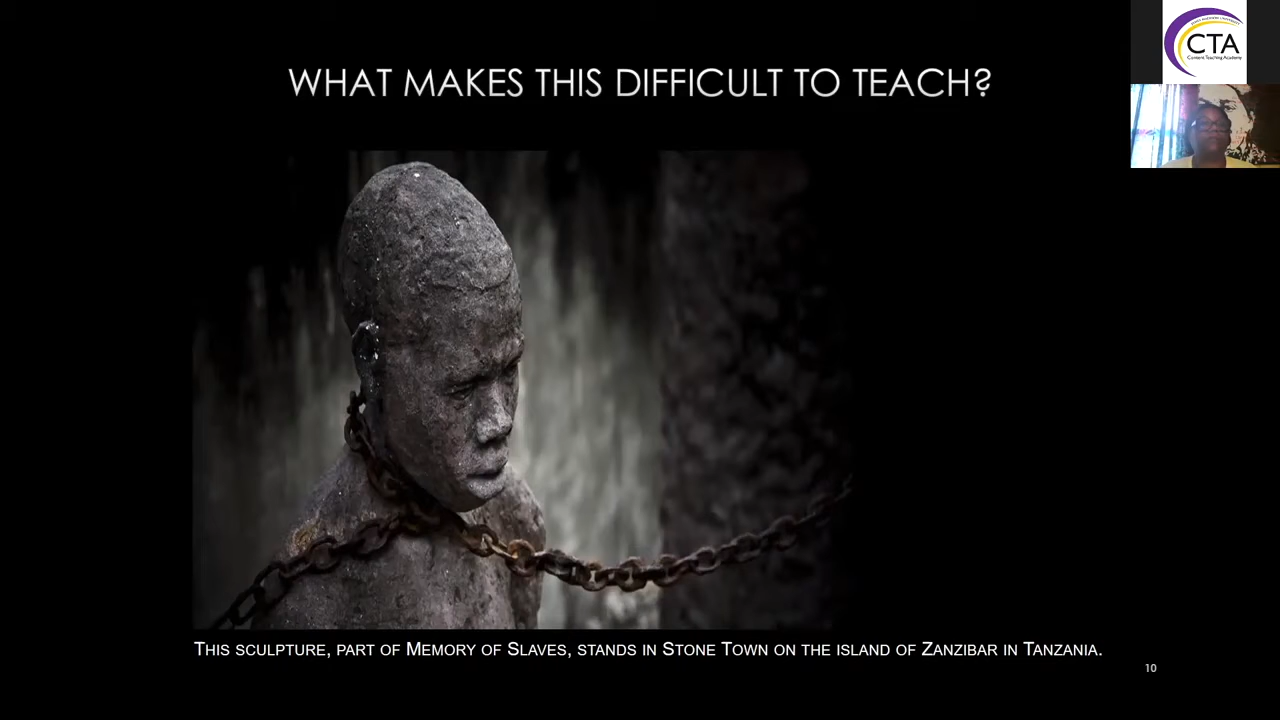 WHAT MAKES THIS DIFFICULT TO TEACH?
CTA
Content Teaching Academy
THIS SCULPTURE, PART OF MEMORY OF SLAVES, STANDS IN STONE TOWN ON THE ISLAND OF ZANZIBAR IN TANZANIA.
10